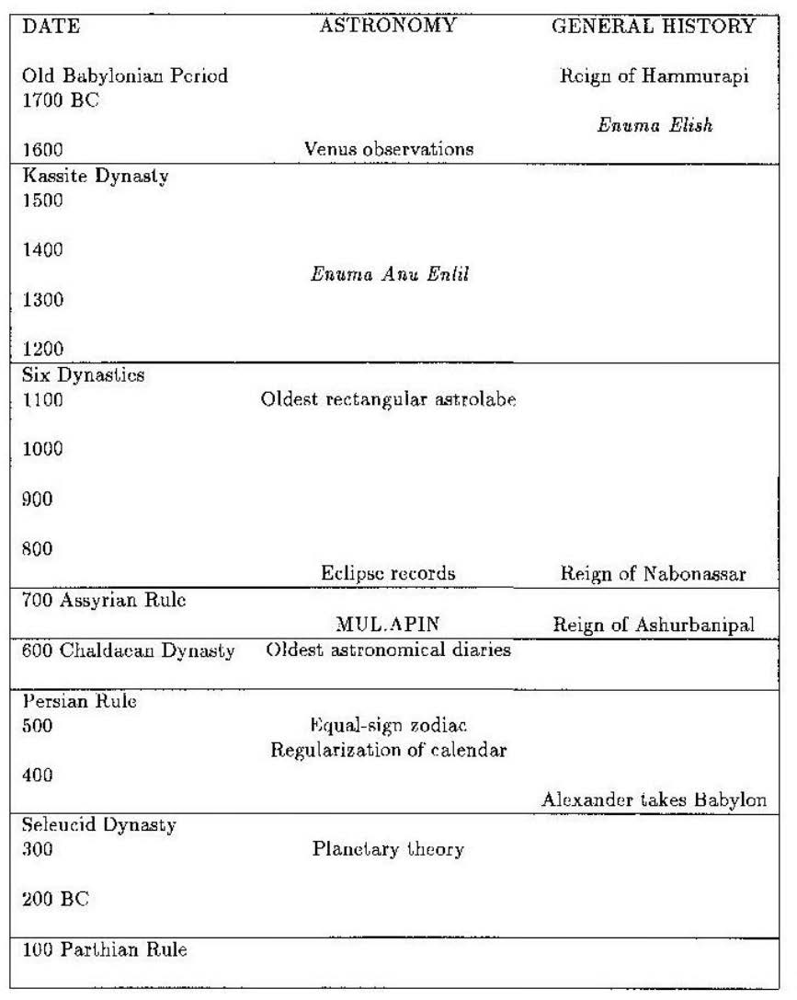 DATE ASTRONOMY GENERAL HISTORY
Old Babylonian Period Reign of Hammurapi
1700 BC
Enuma Elish
1600 Venus observations
Kassite Dynasty
1500
1400
Enuma Anu Enlil
1300
1200
Six Dynasties
1100 Oldest rectangular astrolabe
1000
900
800
Eclipse records Reign of Nabonassar
700 Assyrian Rule
MUL.APIN Reign of Ashurbanipal
600 Chaldaean Dynasty Oldest astronomical diaries
Persian Rule
500 Equal-sign zodiac
Regularization of calendar
400
Alexander takes Babylon
Seleucid Dynasty
300 Planetary theory
200 BC
100 Parthian Rule